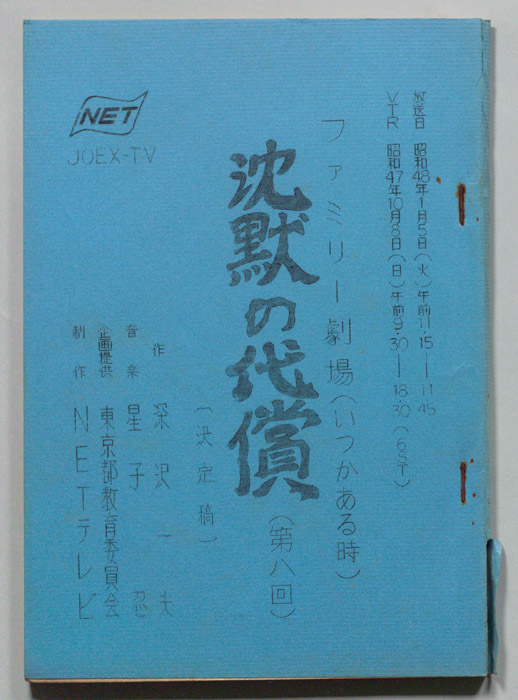 放送日 昭和48年1月5日(火)午前11・15―11・45
VTR 昭和47年10月8日(日)午前9・30―18・30(6ST)
ファミリー劇場(いつかある時)
(第八回)
沈黙の代償
(決定稿)
NET
JOEX-TV
作 深沢一夫
音楽 星子 忍
企画提供 東京都教育委員会
制作 NETテレビ